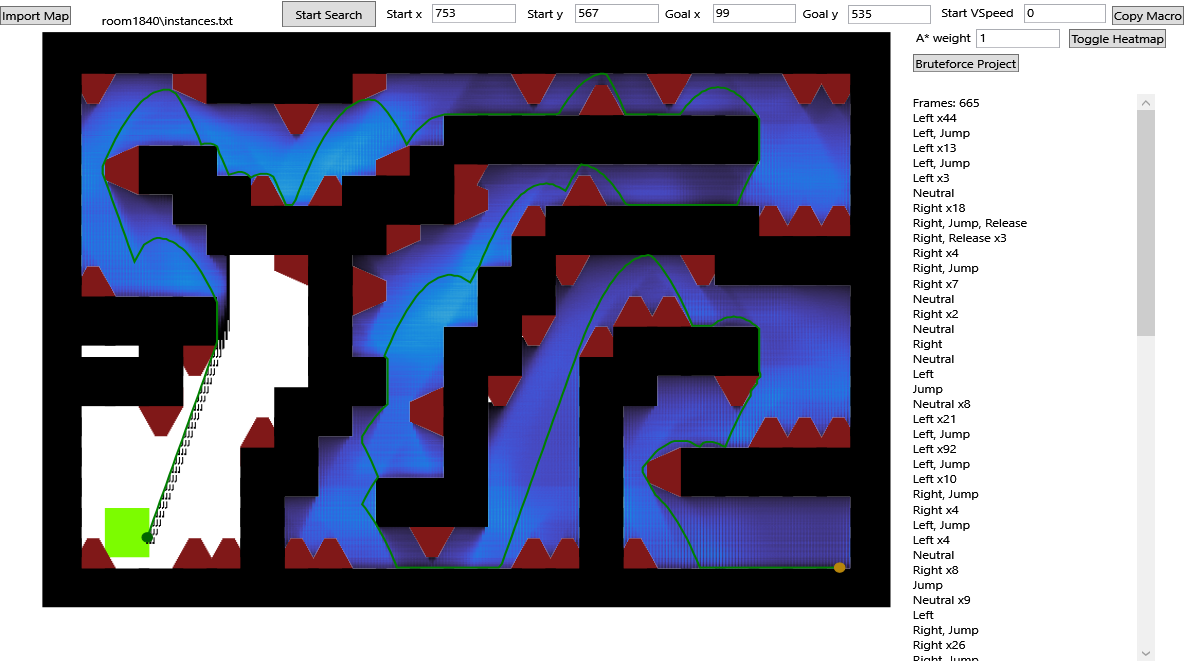 Import Map
room1840\instances.txt
Start Search
Start x 753
Start y 567
Goal x 99
Goal y 535
Start VSpeed 0
Copy Macro
A* weight 1
Toggle Heatmap
Bruteforce Project
Frames: 665
Left x44
Left, Jump
Left x13
Left, Jump
Left x3
Neutral
Right x18
Right, Jump, Release
Right, Release x3
Right x4
Right, Jump
Right x7
Neutral
Right x2
Neutral
Right
Neutral
Left
Jump
Neutral x8
Left x21
Left, Jump
Left x92
Left, Jump
Left x10
Right, Jump
Right x4
Left, Jump
Left x4
Neutral
Right x8
Jump
Neutral x9
Left
Right, Jump
Right x26
Right, Jump